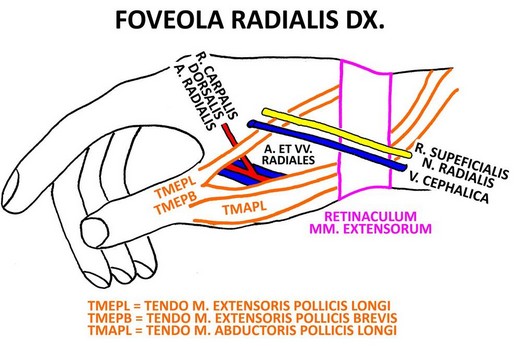 FOVEOLA RADIALIS DX.
R. CARPALIS
DORSALIS
A. RADIALIS
A. ET VV.
RADIALES
R. SUPEFICIALIS
N. RADIALIS
V. CEPHALICA
TMEPL
TMEPB
TMAPL
RETINACULUM
MM. EXTENSORUM
TMEPL = TENDO M. EXTENSORIS POLLICIS LONGI
TMEPB = TENDO M. EXTENSORIS POLLICIS BREVIS
TMAPL = TENDO M. ABDUCTORIS POLLICIS LONGI